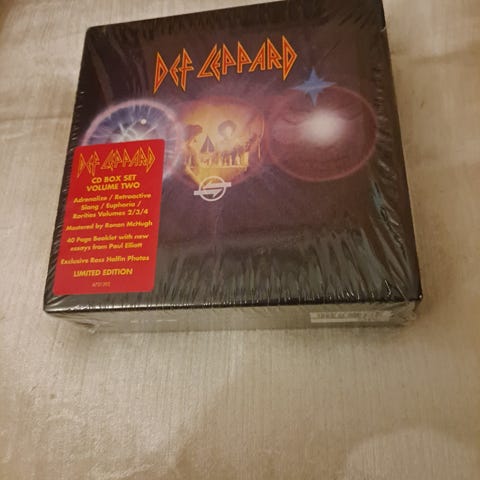 DEF LEPPARD
DEF LEPPARD
CD BOX SET
VOLUME TWO
Adrenalize / Retroactive
Slang / Euphoria /
Rarities Volumes 2/3/4
Mastered by Ronan McHugh
40 Page Booklet with new
essays from Paul Elliott
Exclusive Ross Halfin Photos
LIMITED EDITION